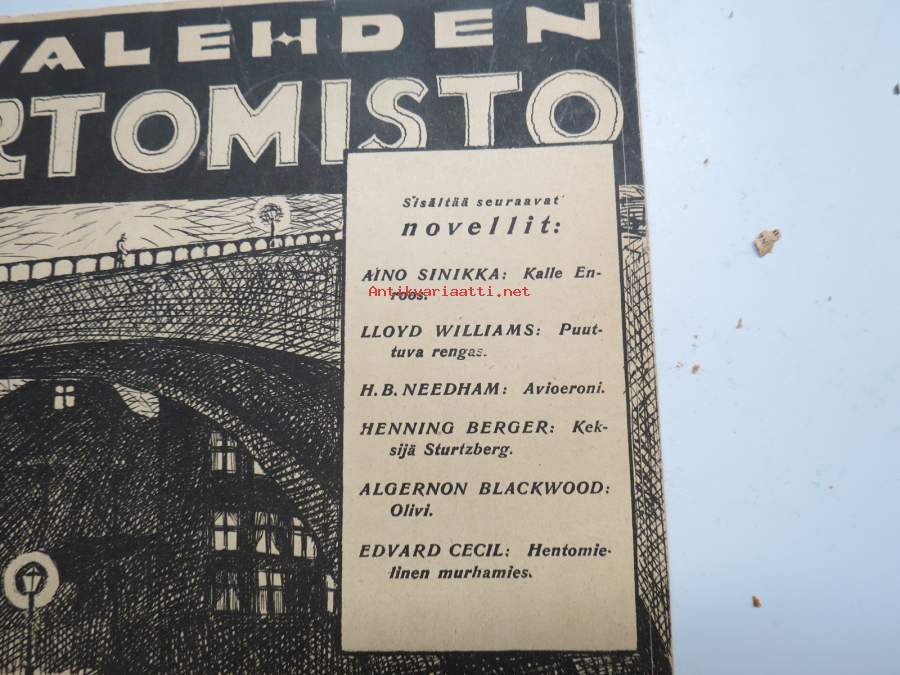 VALEHDEN
RTOMISTO
Sisältää seuraavat
novellit:
AINO SINIKKA: Kalle En-
roos.
Antikvariaatti.net
LLOYD WILLIAMS: Puut-
tuva rengas.
H. B. NEEDHAM: Avioeroni.
HENNING BERGER: Kek-
sijä Sturtzberg.
ALGERNON BLACKWOOD:
Olivi.
EDVARD CECIL: Hentomie-
linen murhamies.